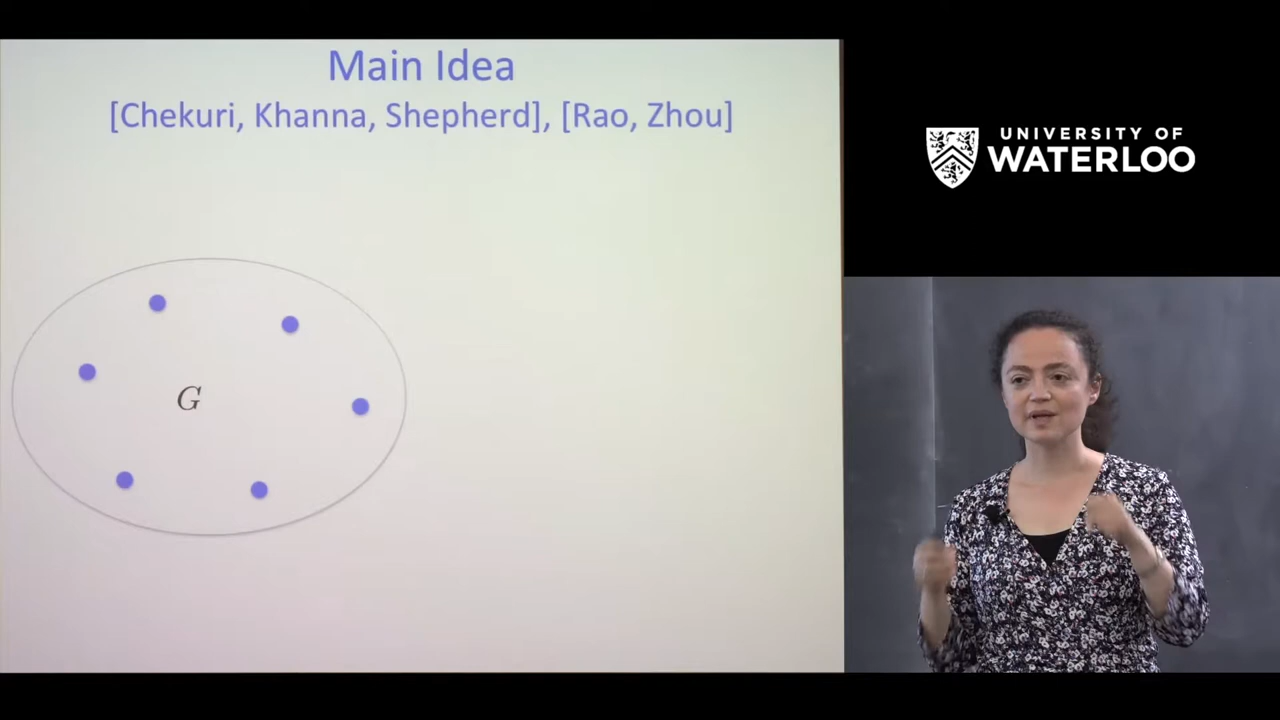 Main Idea
[Chekuri, Khanna, Shepherd], [Rao, Zhou]
G
UNIVERSITY OF
WATERLOO